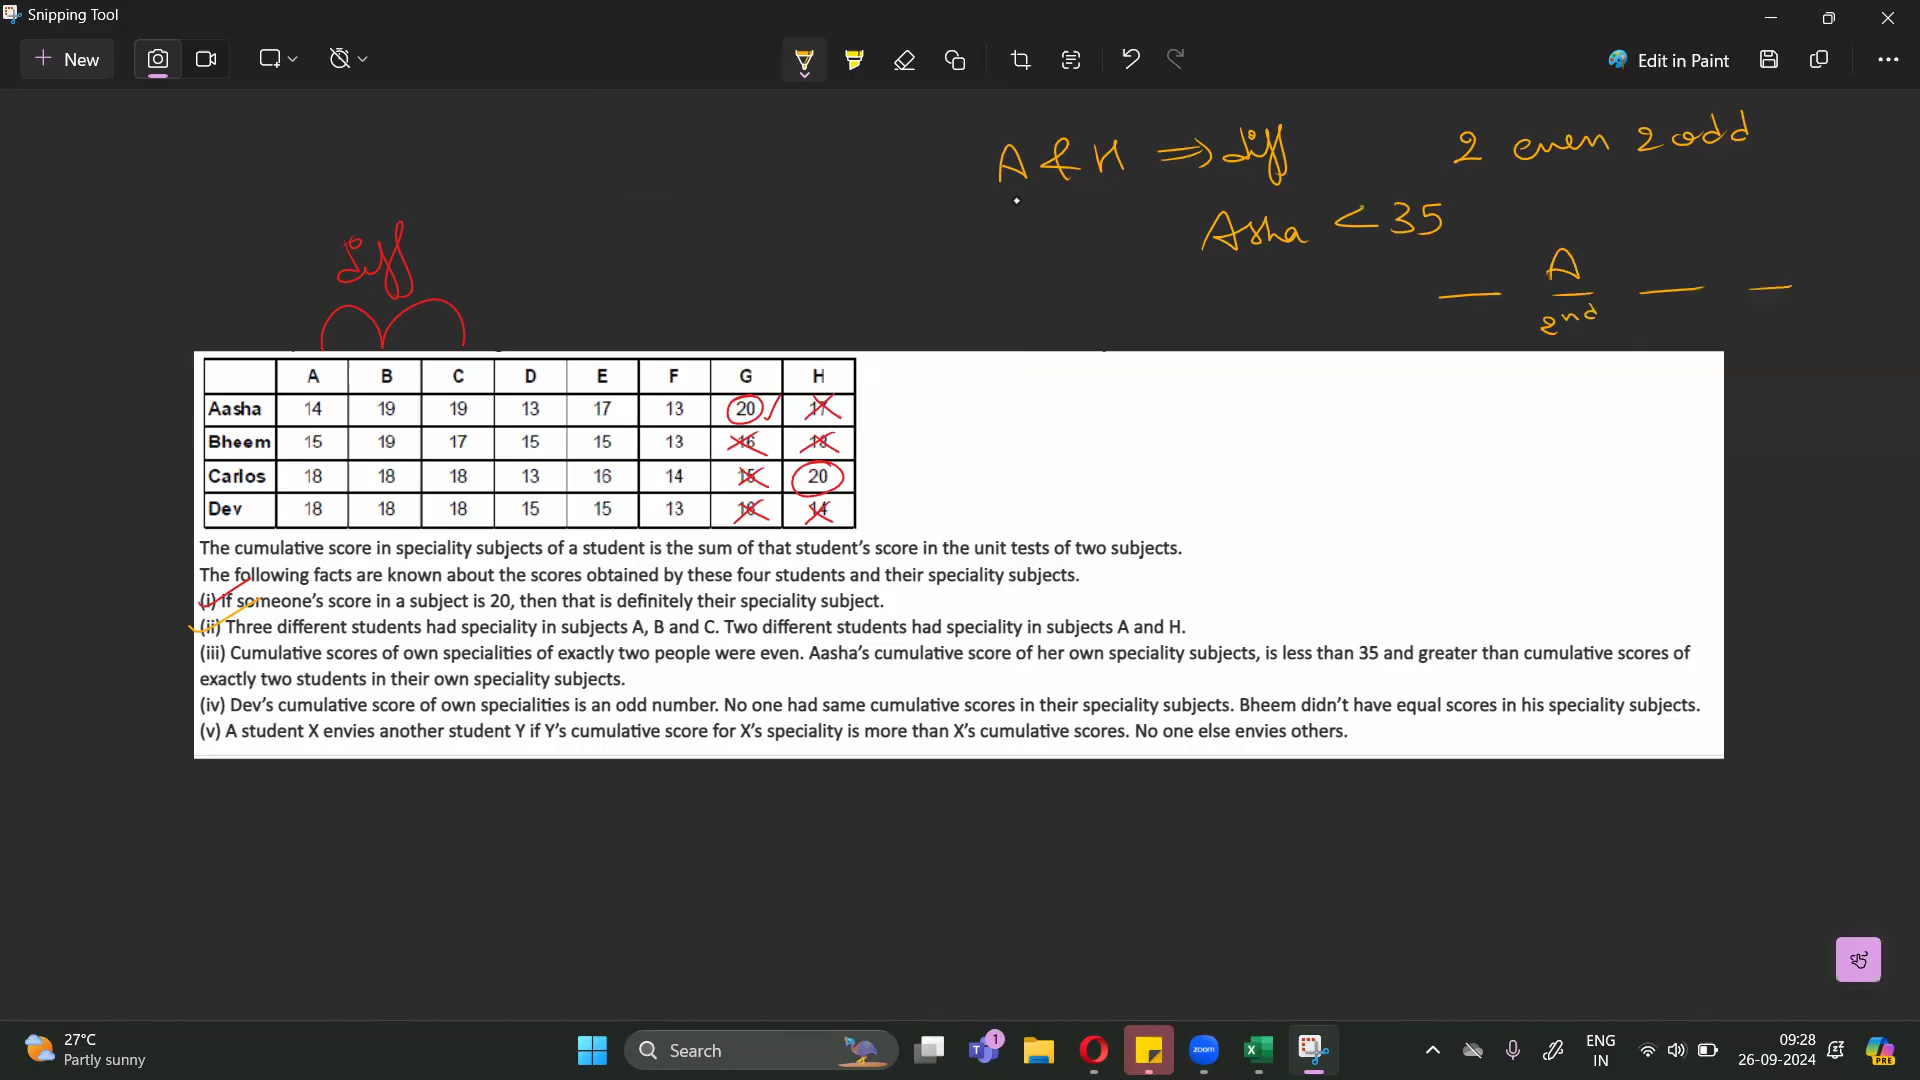 Snipping Tool
New
Edit in Paint
A & H ⇒ diff
2 even 2 odd
Asha < 35
A
2nd
diff
A B C D E F G H
Aasha 14 19 19 13 17 13 20 17
Bheem 15 19 17 15 15 13 16 18
Carlos 18 18 18 13 16 14 15 20
Dev 18 18 18 15 15 13 14
The cumulative score in speciality subjects of a student is the sum of that student's score in the unit tests of two subjects.
The following facts are known about the scores obtained by these four students and their speciality subjects.
(i) If someone's score in a subject is 20, then that is definitely their speciality subject.
(ii) Three different students had speciality in subjects A, B and C. Two different students had speciality in subjects A and H.
(iii) Cumulative scores of own specialities of exactly two people were even. Aasha's cumulative score of her own speciality subjects, is less than 35 and greater than cumulative scores of
exactly two students in their own speciality subjects.
(iv) Dev's cumulative score of own specialities is an odd number. No one had same cumulative scores in their speciality subjects. Bheem didn't have equal scores in his speciality subjects.
(v) A student X envies another student Y if Y's cumulative score for X's speciality is more than X's cumulative scores. No one else envies others.
27°C
Partly sunny
Search
1
zoom
ENG
IN
09:28
26-09-2024
PRE